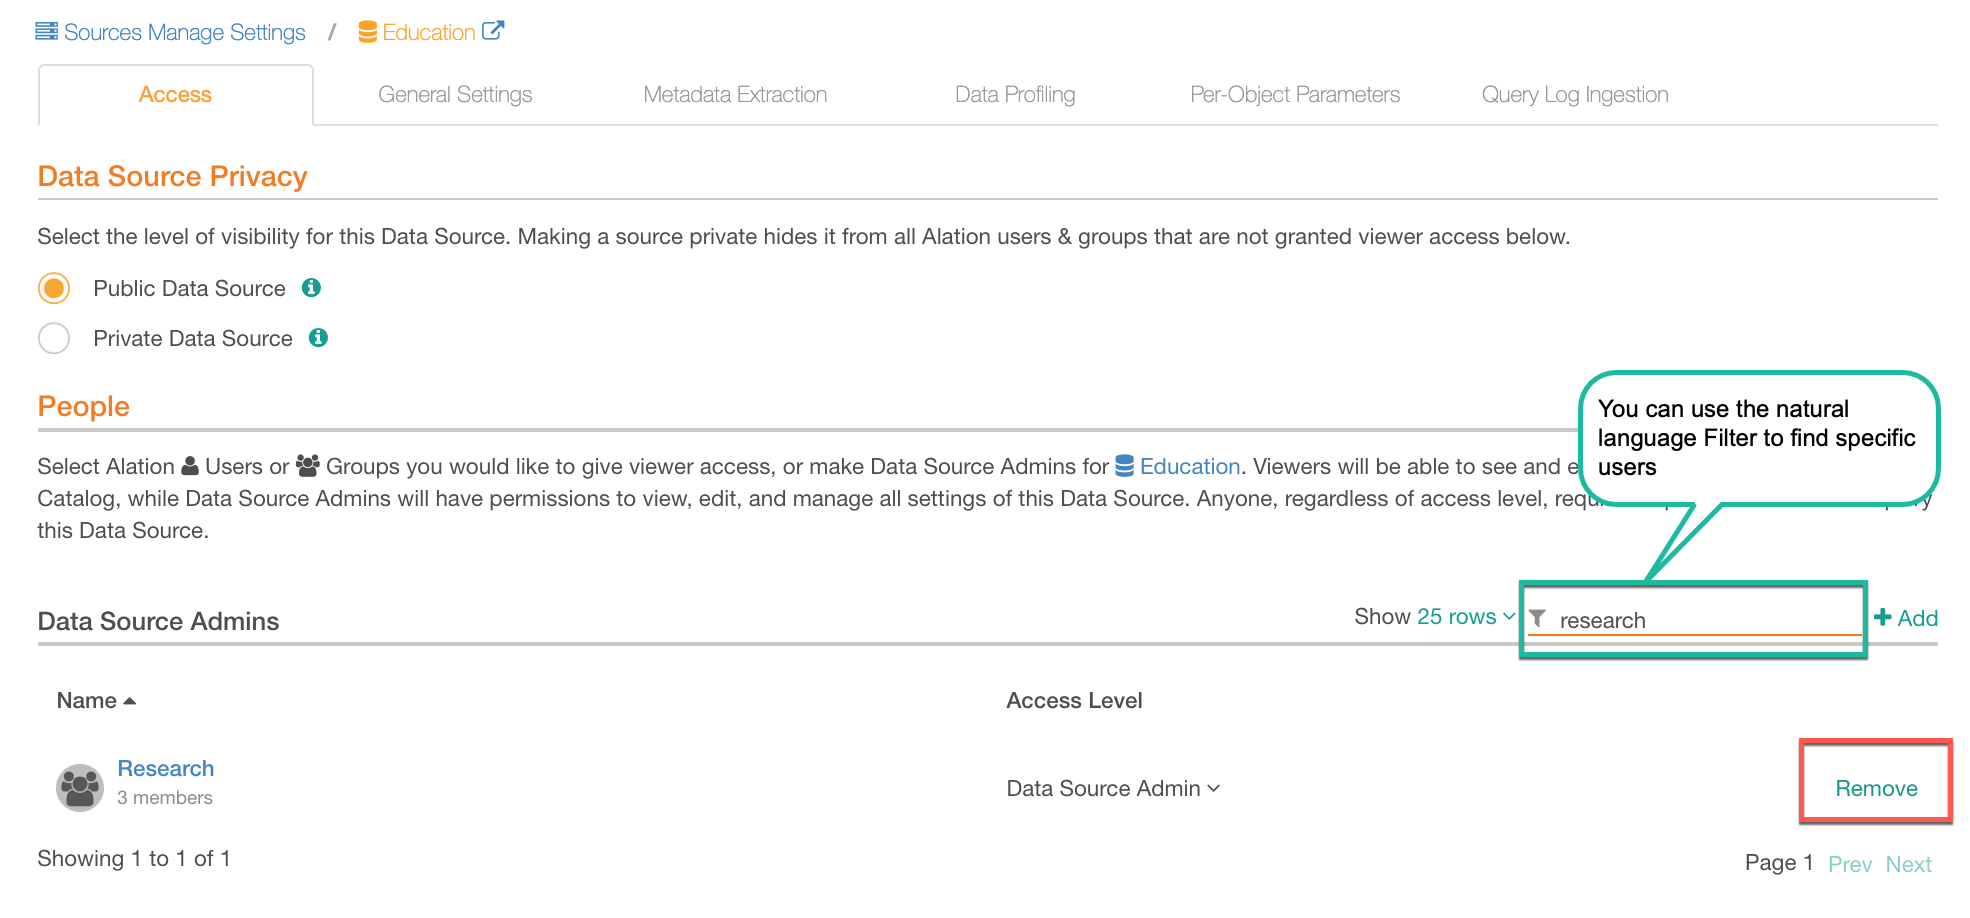 Sources Manage Settings / Education
Access General Settings Metadata Extraction Data Profiling Per-Object Parameters Query Log Ingestion
Data Source Privacy
Select the level of visibility for this Data Source. Making a source private hides it from all Alation users & groups that are not granted viewer access below.
Public Data Source
Private Data Source
People
You can use the natural
language Filter to find specific
users
Select Alation Users or Groups you would like to give viewer access, or make Data Source Admins for Education. Viewers will be able to see and
Catalog, while Data Source Admins will have permissions to view, edit, and manage all settings of this Data Source. Anyone, regardless of access level,
this Data Source.
Data Source Admins Show 25 rows research Add
Name Access Level
Research
3 members
Data Source Admin Remove
Showing 1 to 1 of 1 Page 1 Prev Next